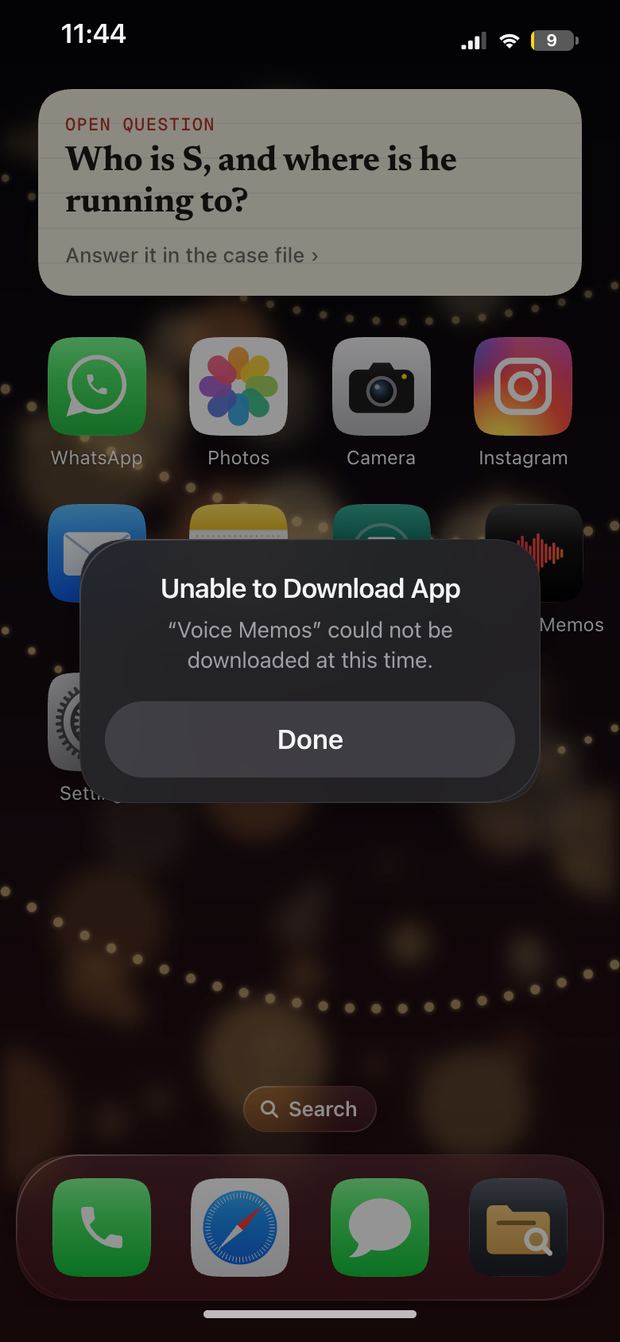 11:44
9
OPEN QUESTION
Who is S, and where is he
running to?
Answer it in the case file ›
WhatsApp
Photos
Camera
Instagram
Unable to Download App
“Voice Memos” could not be
downloaded at this time.
Memos
Done
Search